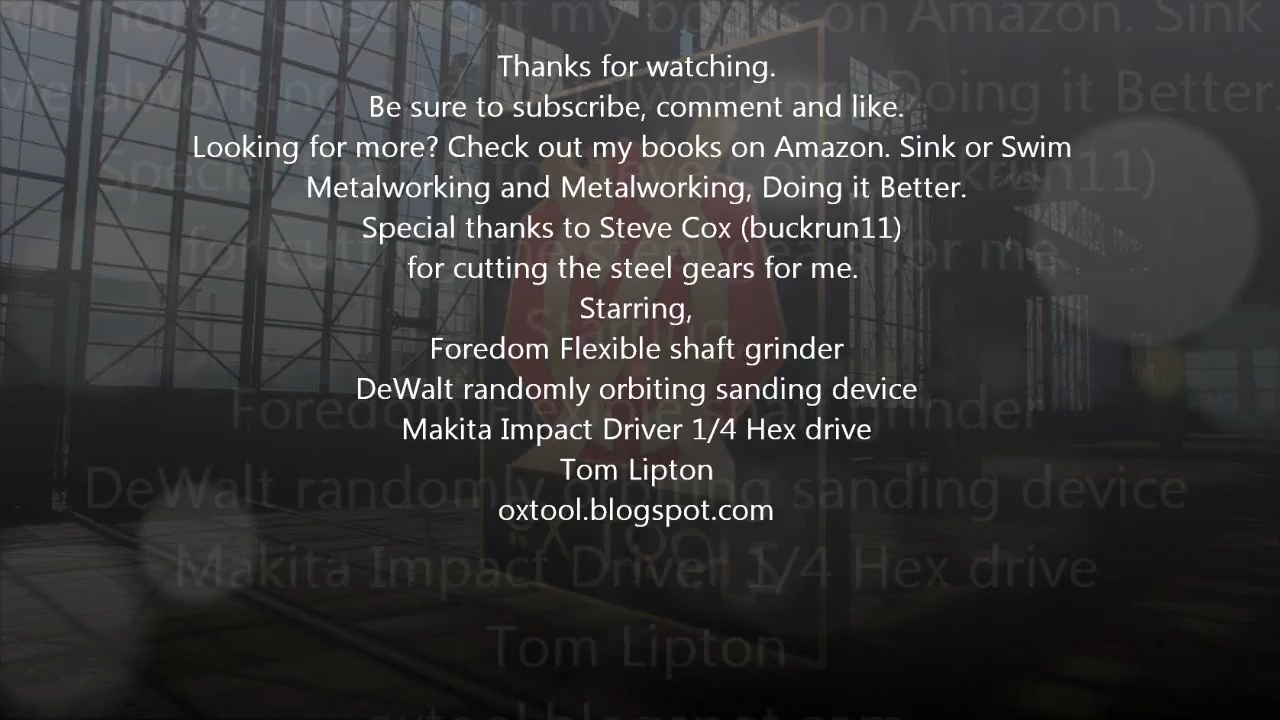 Thanks for watching.
Be sure to subscribe, comment and like.
Looking for more? Check out my books on Amazon. Sink or Swim
Metalworking and Metalworking, Doing it Better.
Special thanks to Steve Cox (buckrun11)
for cutting the steel gears for me.
Starring,
Foredom Flexible shaft grinder
DeWalt randomly orbiting sanding device
Makita Impact Driver 1/4 Hex drive
Tom Lipton
oxtool.blogspot.com